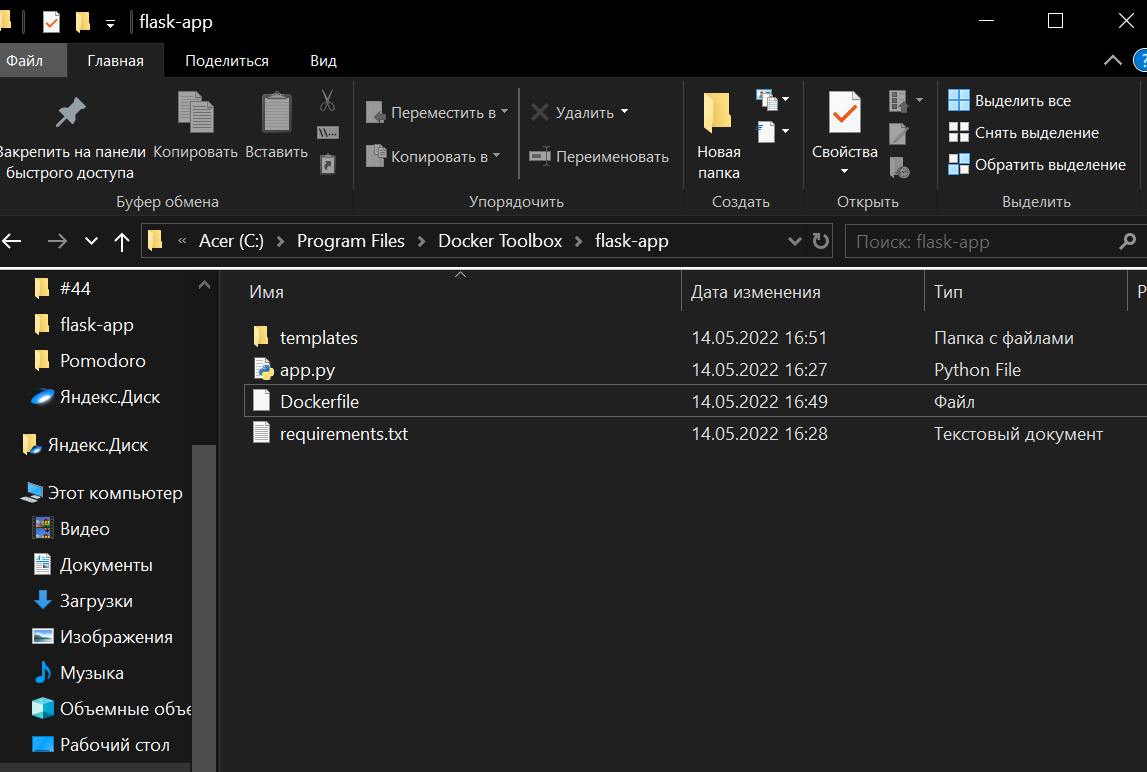 flask-app
Файл
Главная
Поделиться
Вид
Закрепить на панели
быстрого доступа
Копировать
Вставить
Переместить в
Копировать в
Удалить
Переименовать
Новая
папка
Свойства
Выделить все
Снять выделение
Обратить выделение
Буфер обмена
Упорядочить
Создать
Открыть
Выделить
« Acer (C:) > Program Files > Docker Toolbox > flask-app
Поиск: flask-app
#44
flask-app
Pomodoro
Яндекс.Диск
Яндекс.Диск
Этот компьютер
Видео
Документы
Загрузки
Изображения
Музыка
Объемные объе
Рабочий стол
Имя
Дата изменения
Тип
Р
templates
14.05.2022 16:51
Папка с файлами
app.py
14.05.2022 16:27
Python File
Dockerfile
14.05.2022 16:49
Файл
requirements.txt
14.05.2022 16:28
Текстовый документ